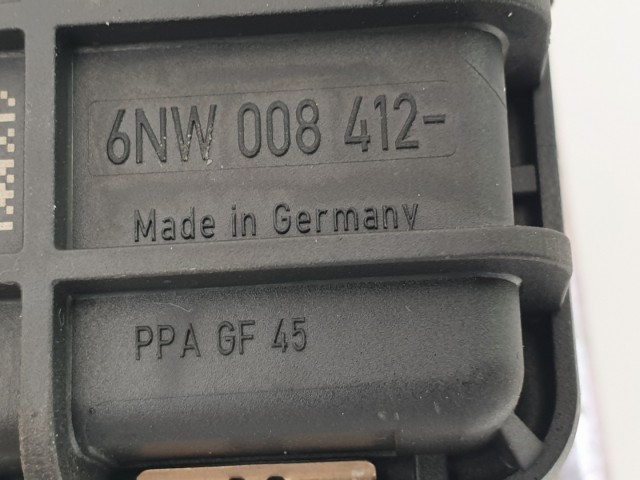 6NW 008 412-
Made in Germany
PPA GF 45